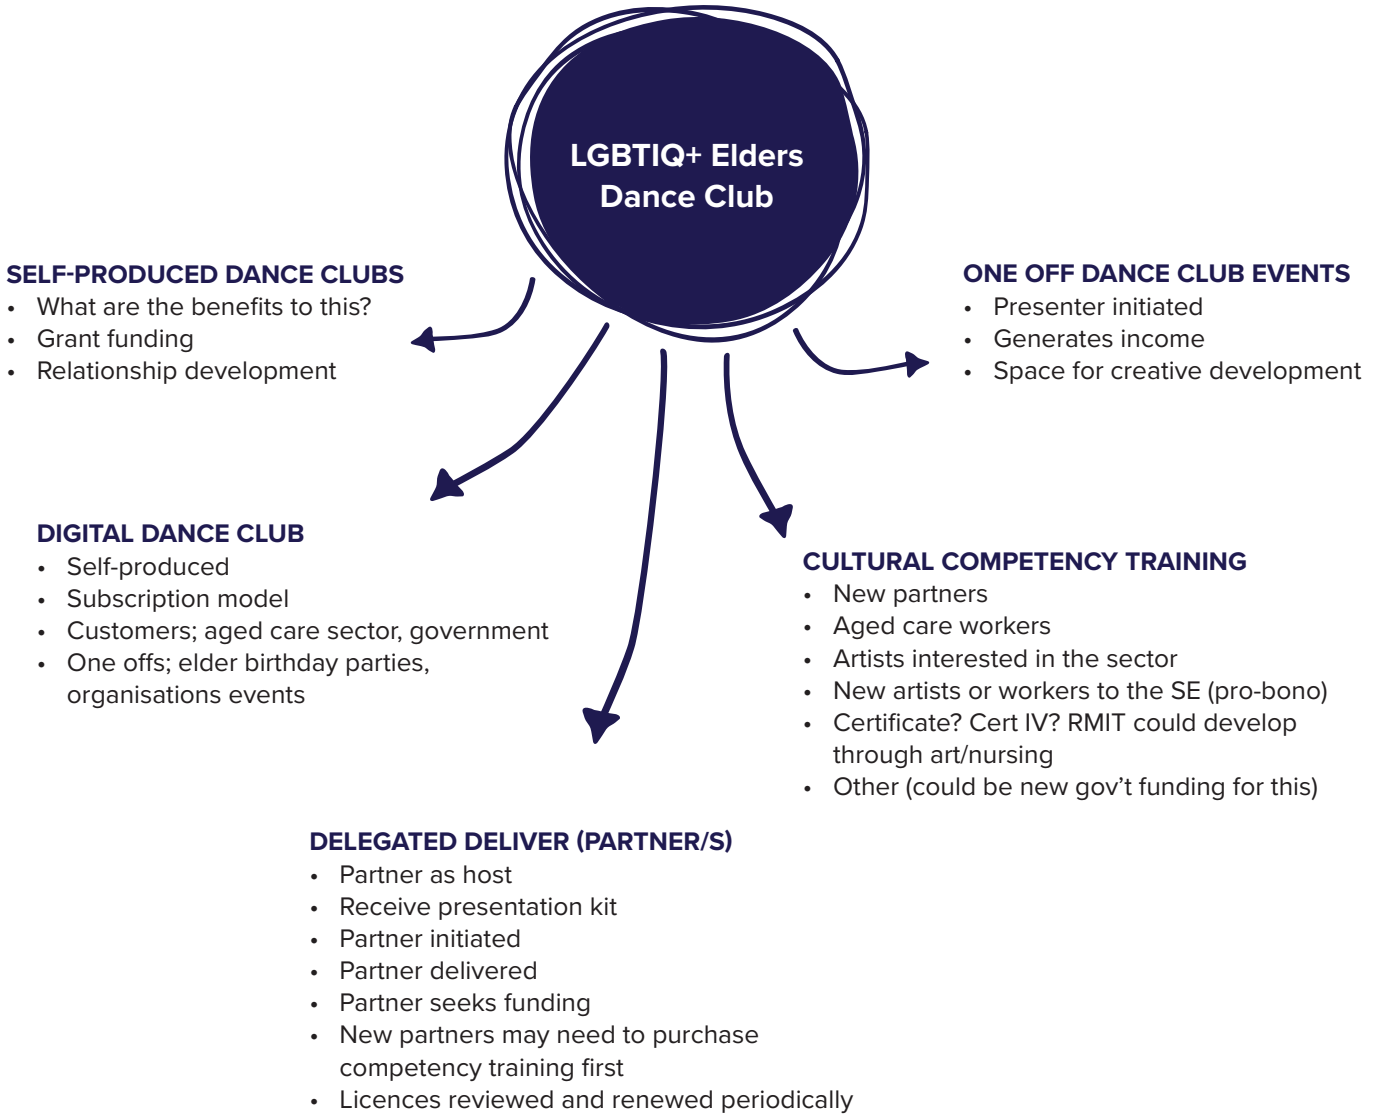 LGBTIQ+ Elders
Dance Club
SELF-PRODUCED DANCE CLUBS
• What are the benefits to this?
• Grant funding
• Relationship development
ONE OFF DANCE CLUB EVENTS
• Presenter initiated
• Generates income
• Space for creative development
DIGITAL DANCE CLUB
• Self-produced
• Subscription model
• Customers; aged care sector, government
• One offs; elder birthday parties,
organisations events
CULTURAL COMPETENCY TRAINING
• New partners
• Aged care workers
• Artists interested in the sector
• New artists or workers to the SE (pro-bono)
• Certificate? Cert IV? RMIT could develop
through art/nursing
• Other (could be new gov’t funding for this)
DELEGATED DELIVER (PARTNER/S)
• Partner as host
• Receive presentation kit
• Partner initiated
• Partner delivered
• Partner seeks funding
• New partners may need to purchase
competency training first
• Licences reviewed and renewed periodically